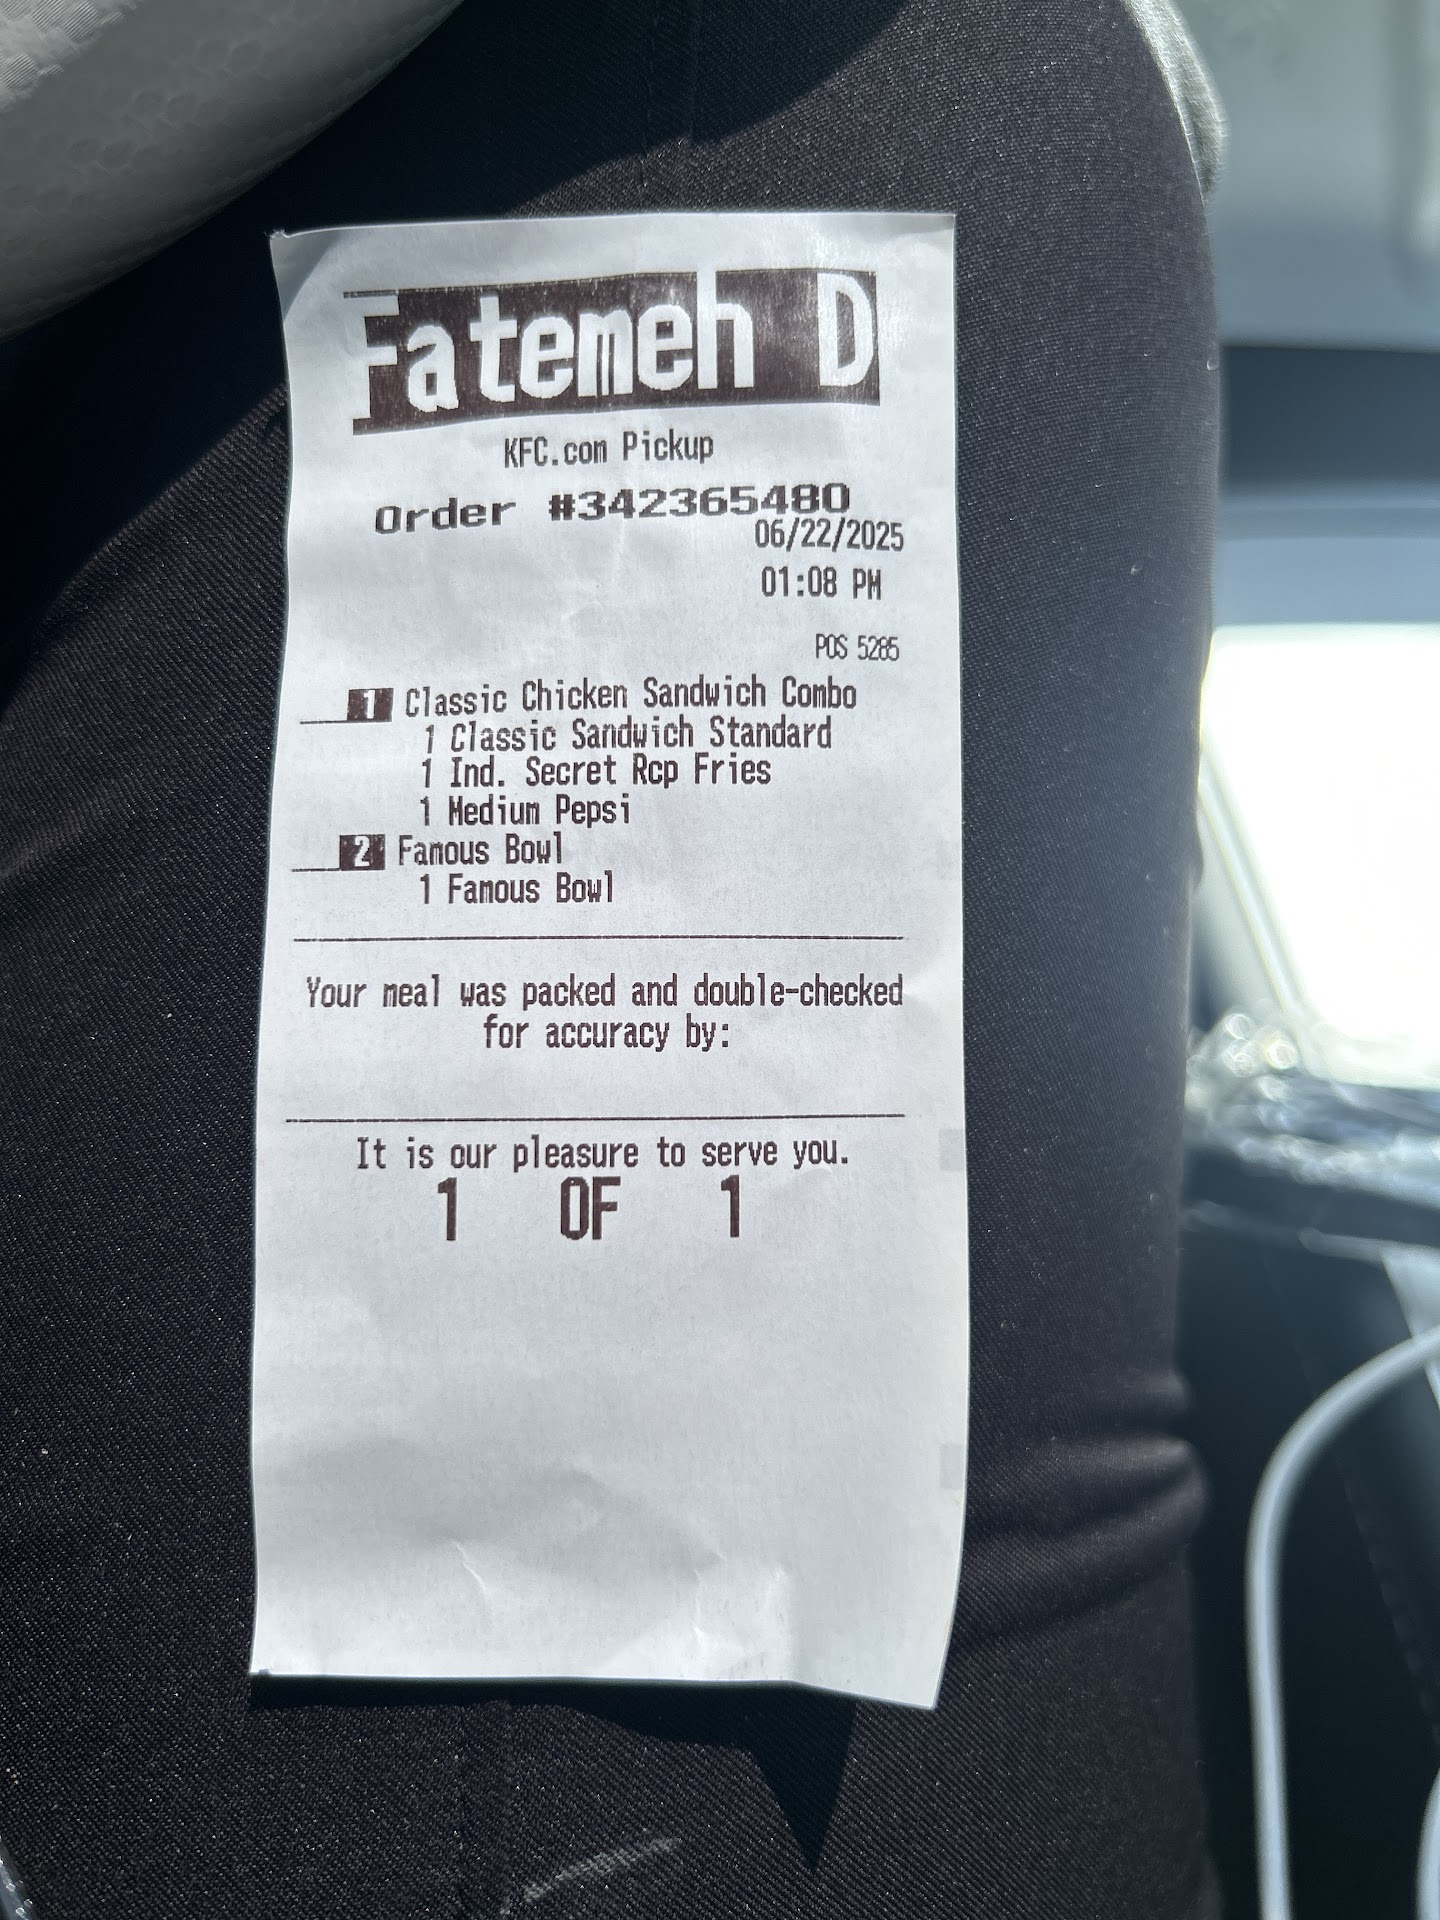 Fatemeh D
KFC.com Pickup
Order #342365480
06/22/2025
01:08 PM
POS 5285
1 Classic Chicken Sandwich Combo
1 Classic Sandwich Standard
1 Ind. Secret Rcp Fries
1 Medium Pepsi
2 Famous Bowl
1 Famous Bowl
Your meal was packed and double-checked
for accuracy by:
It is our pleasure to serve you.
1 OF 1